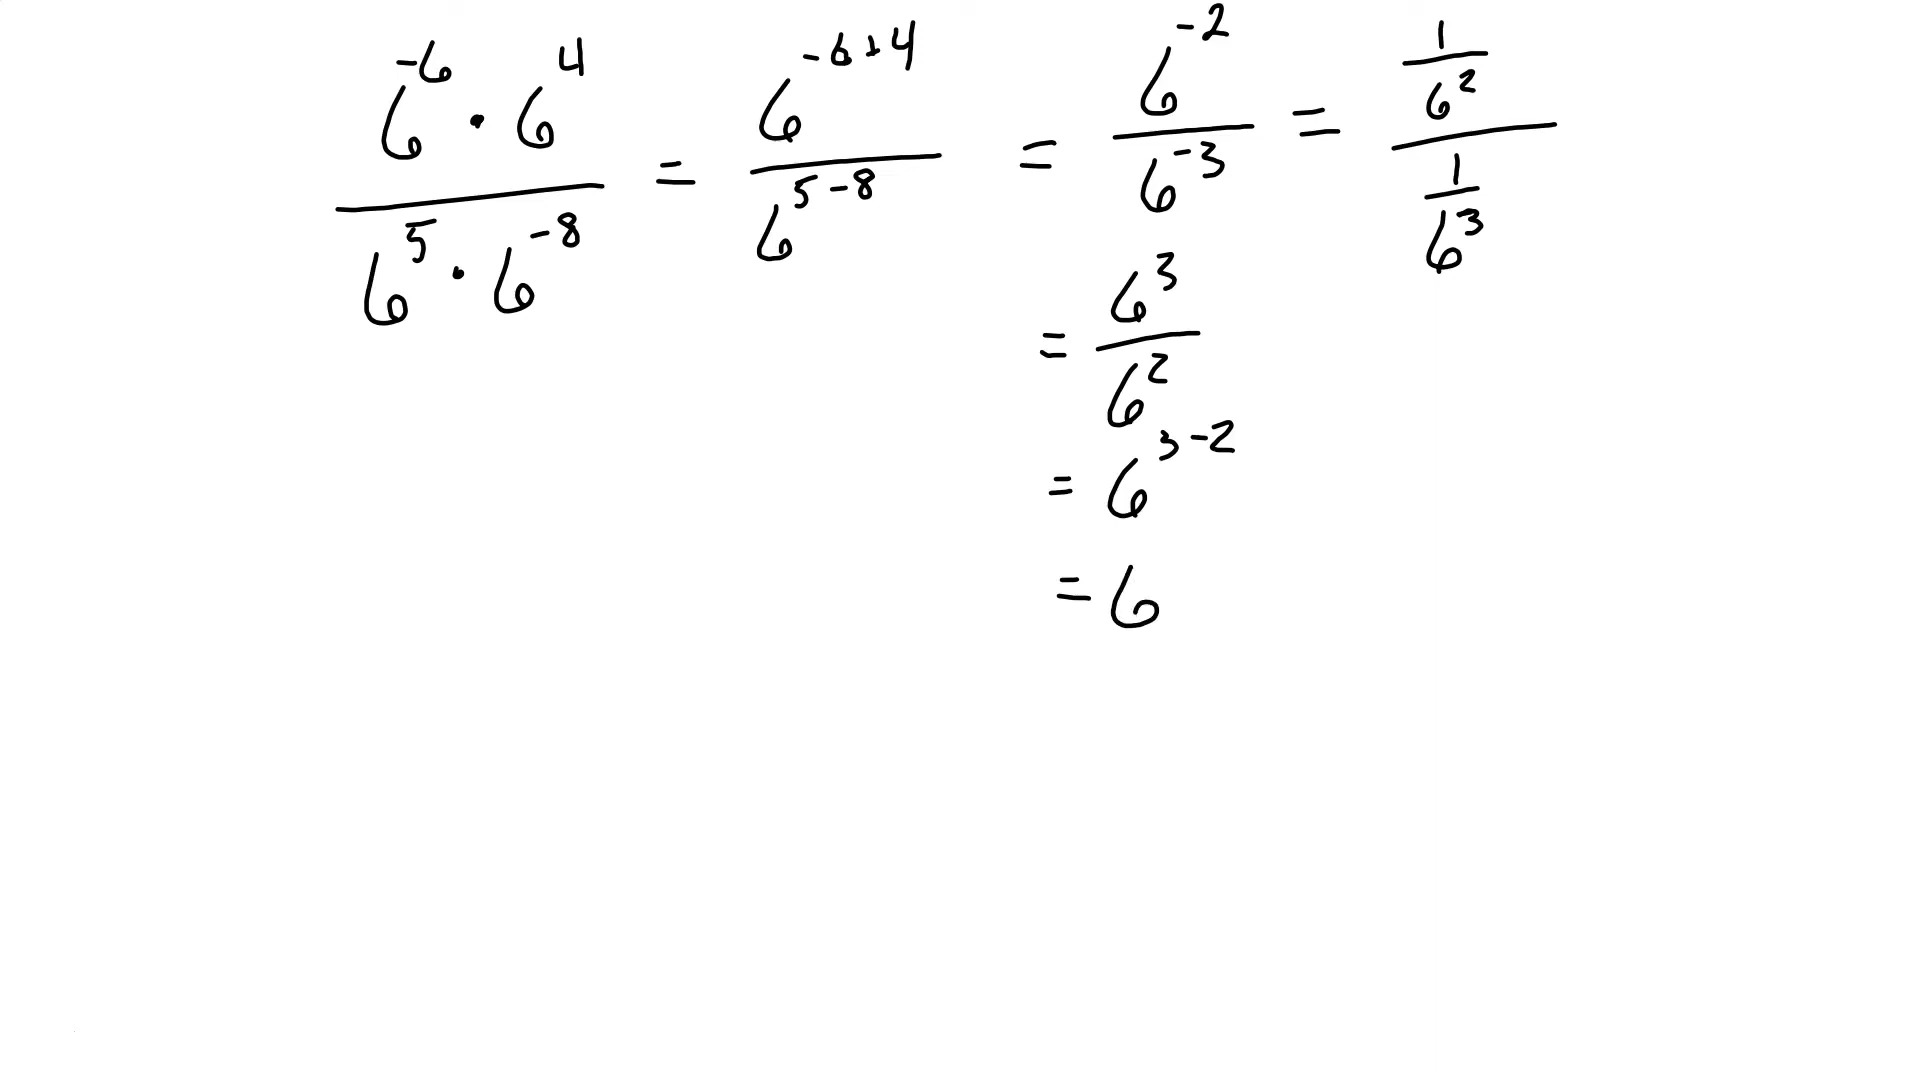 (6^-6 · 6^4)/(6^5 · 6^-8) = 6^(-6+4)/6^(5-8) = 6^-2/6^-3 = (1/6^2)/(1/6^3)
= 6^3/6^2
= 6^(3-2)
= 6